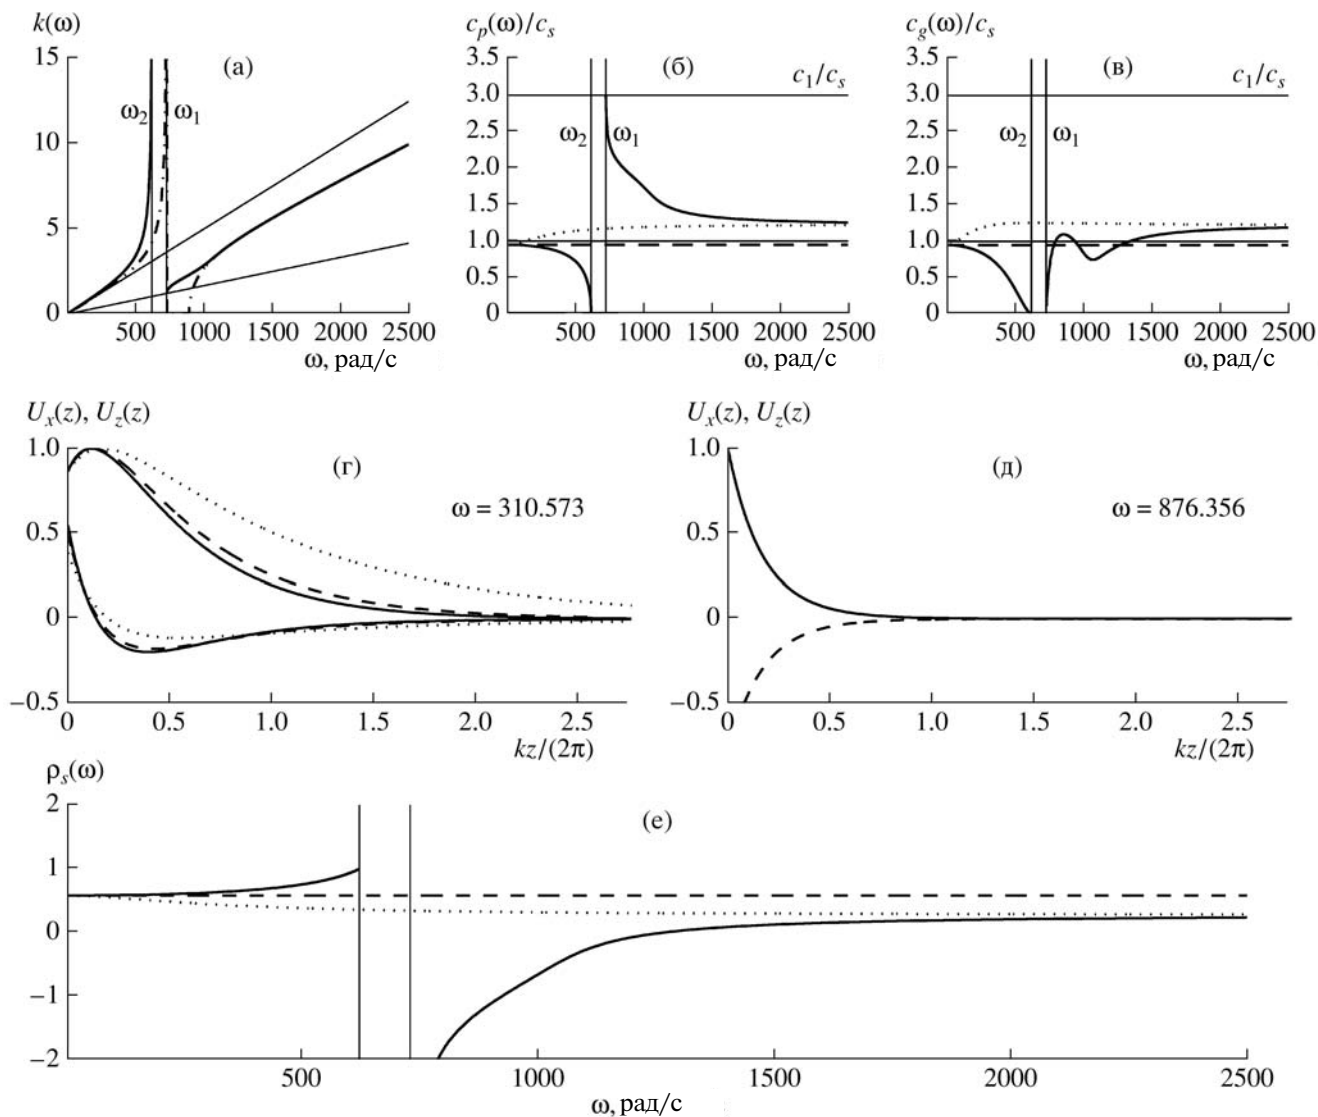 k(ω)
15
10
5
0
(а)
ω₂
ω₁
500 1000 1500 2000 2500
ω, рад/с
cₚ(ω)/cₛ
3.5
3.0
2.5
2.0
1.5
1.0
0.5
0
(б)
c₁/cₛ
ω₂
ω₁
500 1000 1500 2000 2500
ω, рад/с
c_g(ω)/cₛ
3.5
3.0
2.5
2.0
1.5
1.0
0.5
0
(в)
c₁/cₛ
ω₂
ω₁
500 1000 1500 2000 2500
ω, рад/с
Uₓ(z), U_z(z)
1.0
0.5
0
−0.5
(г)
ω = 310.573
0 0.5 1.0 1.5 2.0 2.5
kz/(2π)
Uₓ(z), U_z(z)
1.0
0.5
0
−0.5
(д)
ω = 876.356
0 0.5 1.0 1.5 2.0 2.5
kz/(2π)
ρₛ(ω)
2
1
0
−1
−2
(е)
500 1000 1500 2000 2500
ω, рад/с